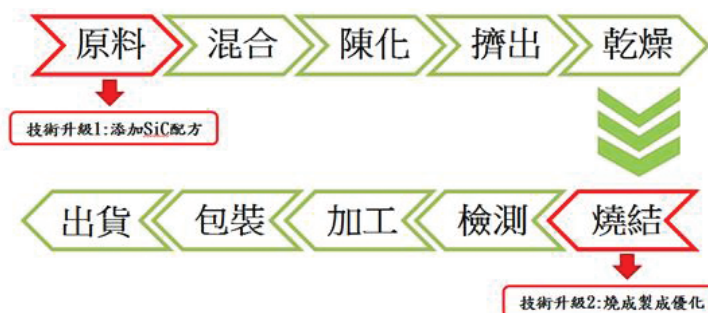 原料 混合 陳化 擠出 乾燥
技術升級1:添加SiC配方
出貨 包裝 加工 檢測 燒結
技術升級2:燒成製成優化